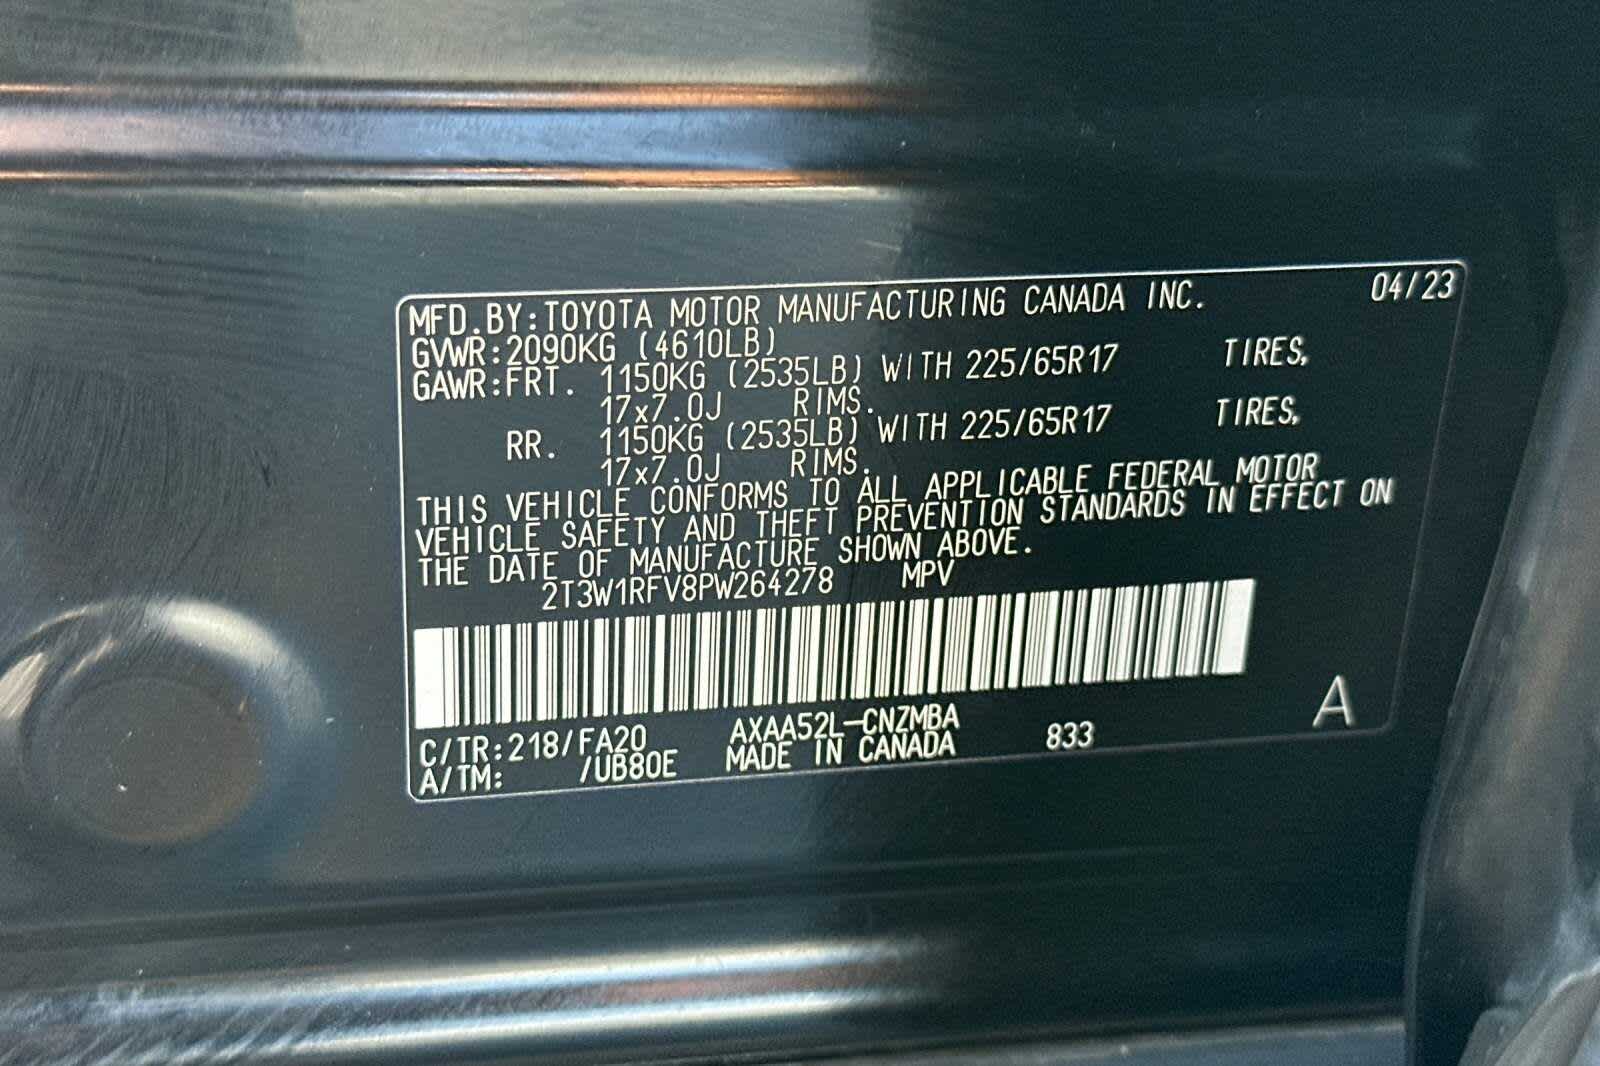 MFD.BY:TOYOTA MOTOR MANUFACTURING CANADA INC. 04/23
GVWR:2090KG (4610LB)
GAWR:FRT. 1150KG (2535LB) WITH 225/65R17 TIRES,
17x7.0J RIMS.
RR. 1150KG (2535LB) WITH 225/65R17 TIRES,
17x7.0J RIMS.
THIS VEHICLE CONFORMS TO ALL APPLICABLE FEDERAL MOTOR
VEHICLE SAFETY AND THEFT PREVENTION STANDARDS IN EFFECT ON
THE DATE OF MANUFACTURE SHOWN ABOVE.
2T3W1RFV8PW264278 MPV
C/TR:218/FA20 AXAA52L-CNZMBA 833 A
A/TM: /UB80E MADE IN CANADA